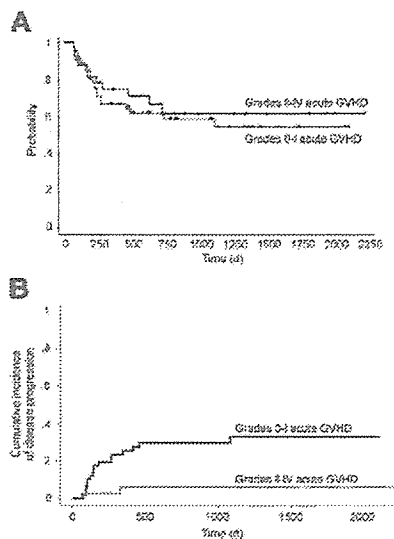 A
1
.8
.6
.4
.2
0
Probability
Grades II-IV acute GVHD
Grades 0-I acute GVHD
0 250 500 750 1000 1250 1500 1750 2000 2250
Time (d)
B
1
.8
.6
.4
.2
0
Cumulative incidence
of disease progression
Grades 0-I acute GVHD
Grades II-IV acute GVHD
0 500 1000 1500 2000
Time (d)